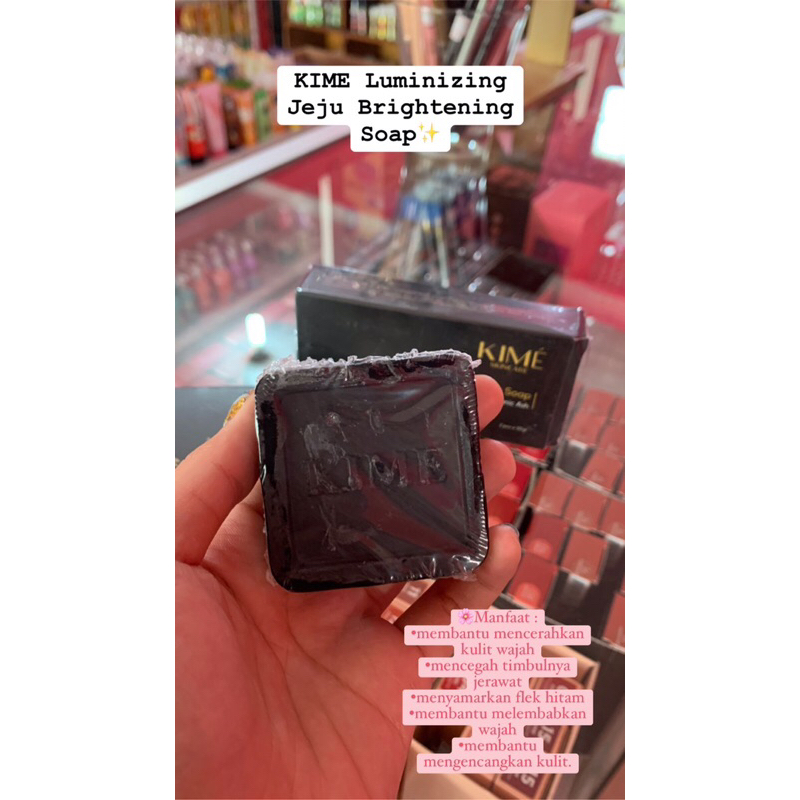 KIME Luminizing
Jeju Brightening
Soap✨
KIMÉ
Soap
KIME
🌸Manfaat :
•membantu mencerahkan
kulit wajah
•mencegah timbulnya
jerawat
•menyamarkan flek hitam
•membantu melembabkan
wajah
•membantu
mengencangkan kulit.